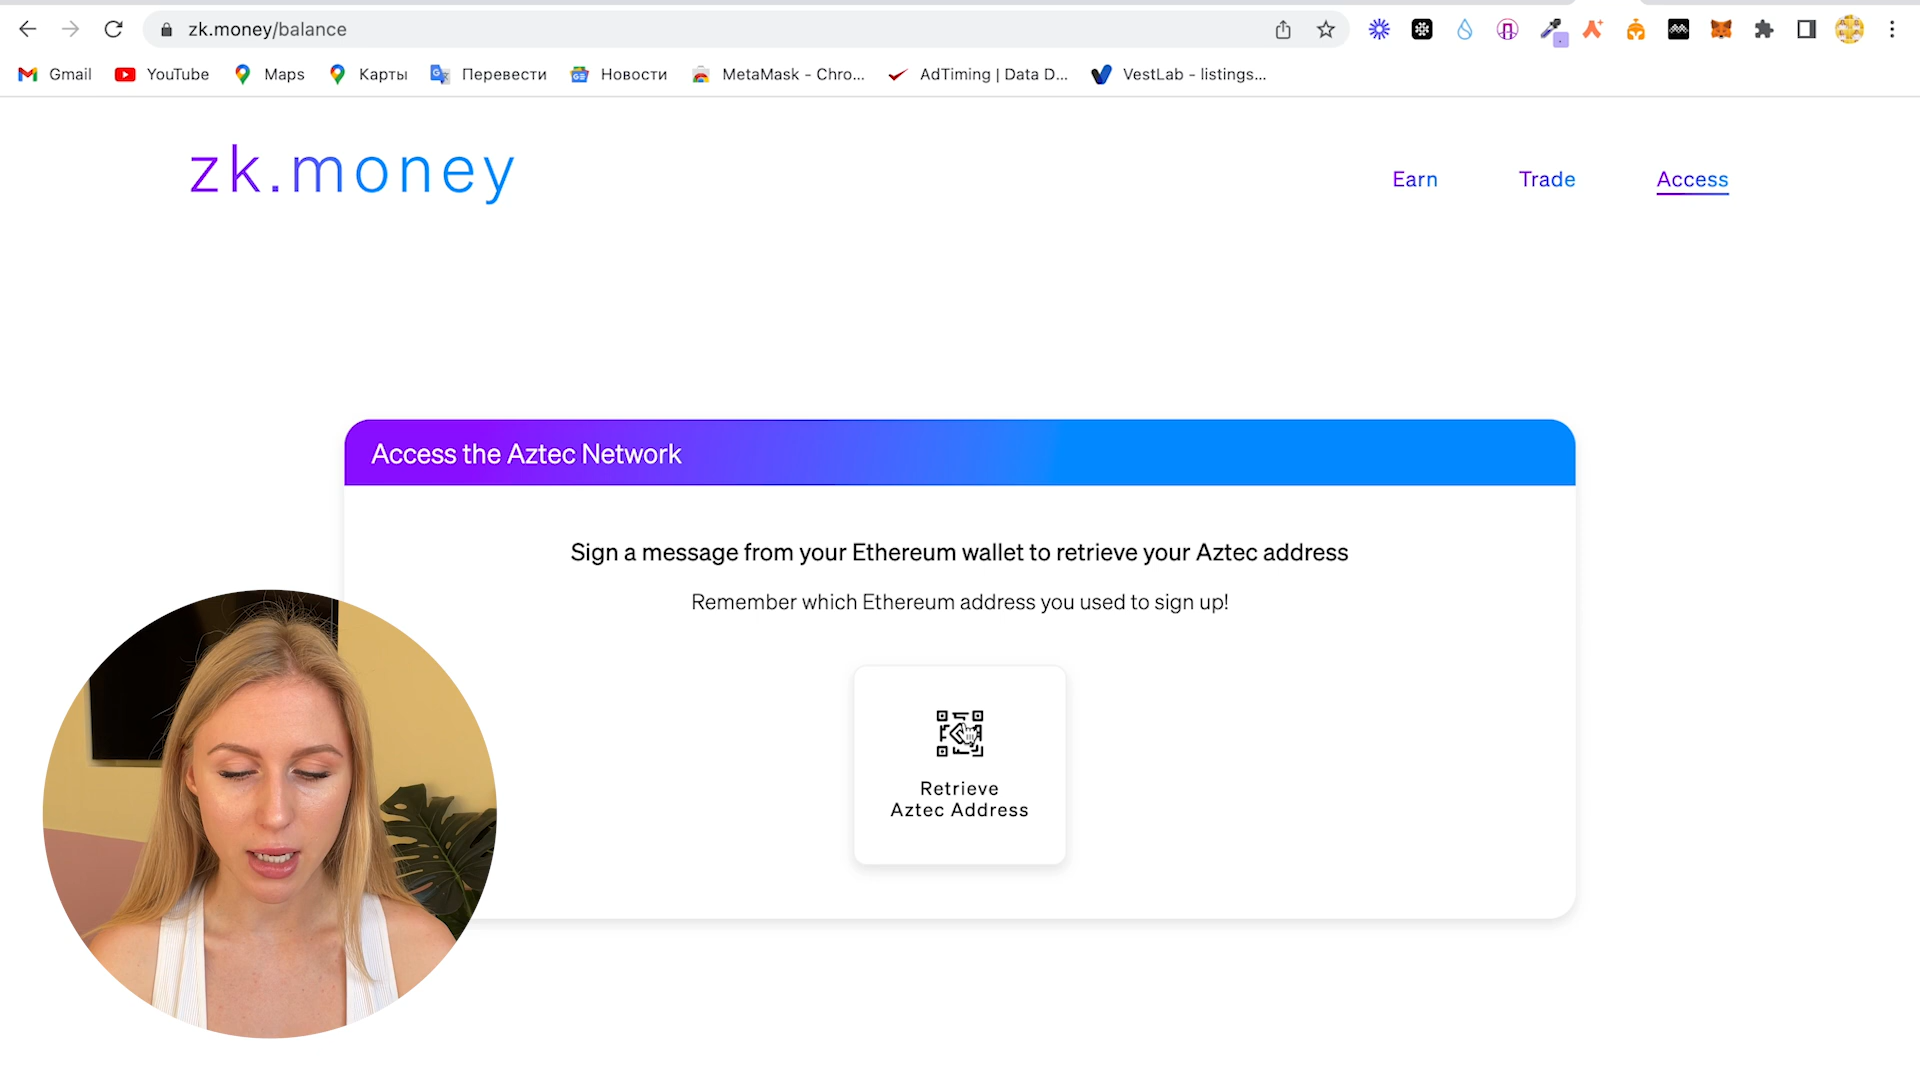 zk.money/balance
Gmail YouTube Maps Карты Перевести Новости MetaMask - Chro... AdTiming | Data D... VestLab - listings...
zk.money
Earn Trade Access
Access the Aztec Network
Sign a message from your Ethereum wallet to retrieve your Aztec address
Remember which Ethereum address you used to sign up!
Retrieve
Aztec Address